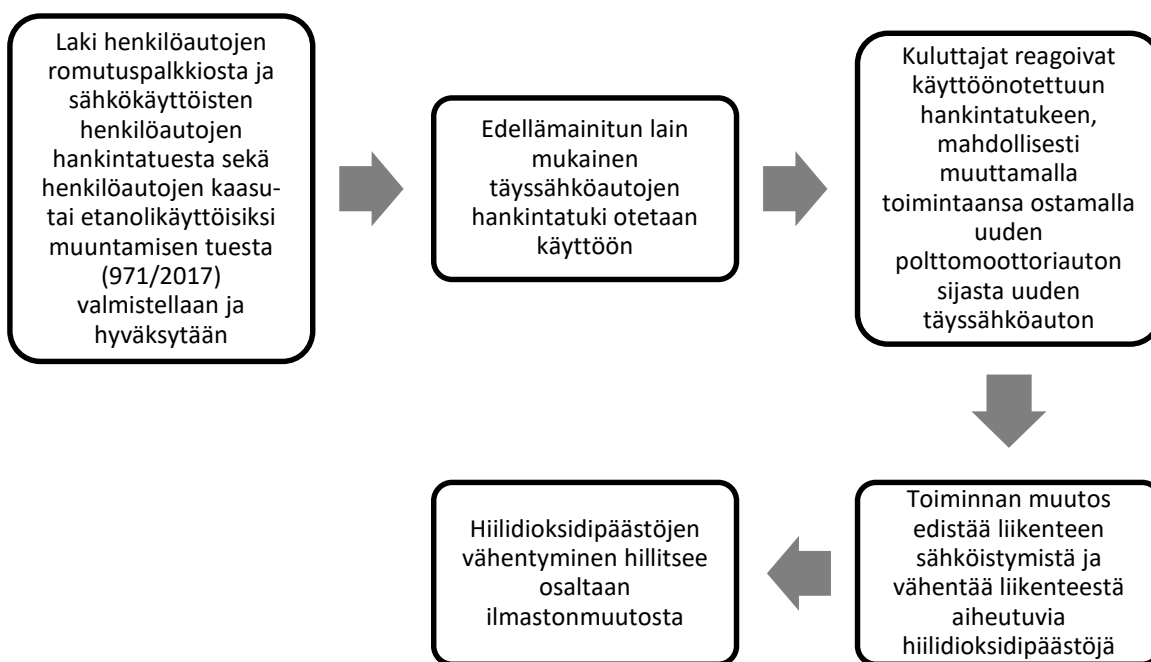 Laki henkilöautojen
romutuspalkkiosta ja
sähkökäyttöisten
henkilöautojen
hankintatuesta sekä
henkilöautojen kaasu-
tai etanolikäyttöisiksi
muuntamisen tuesta
(971/2017)
valmistellaan ja
hyväksytään
Edellämainitun lain
mukainen
täyssähköautojen
hankintatuki otetaan
käyttöön
Kuluttajat reagoivat
käyttöönotettuun
hankintatukeen,
mahdollisesti
muuttamalla
toimintaansa ostamalla
uuden
polttomoottoriauton
sijasta uuden
täyssähköauton
Toiminnan muutos
edistää liikenteen
sähköistymistä ja
vähentää liikenteestä
aiheutuvia
hiilidioksidipäästöjä
Hiilidioksidipäästöjen
vähentyminen hillitsee
osaltaan
ilmastonmuutosta